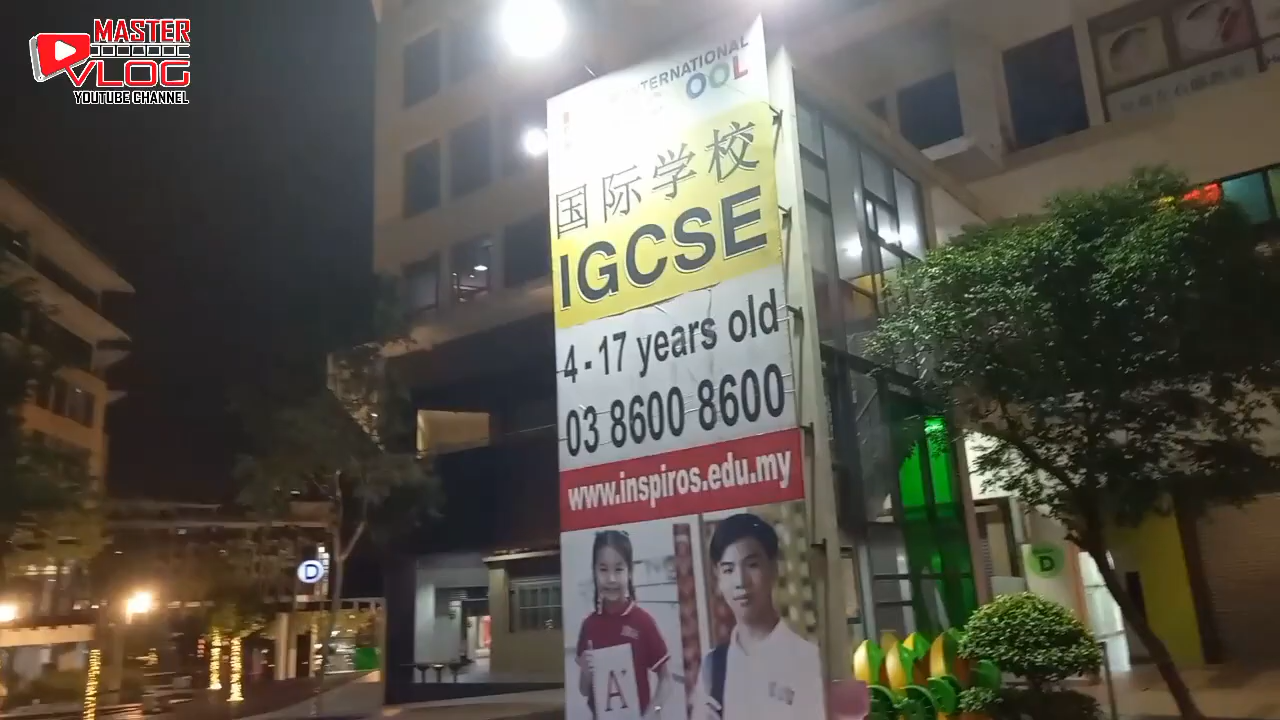 MASTER
VLOG
YOUTUBE CHANNEL
INTERNATIONAL
国际学校
IGCSE
4 - 17 years old
03 8600 8600
www.inspiros.edu.my
A
D
D